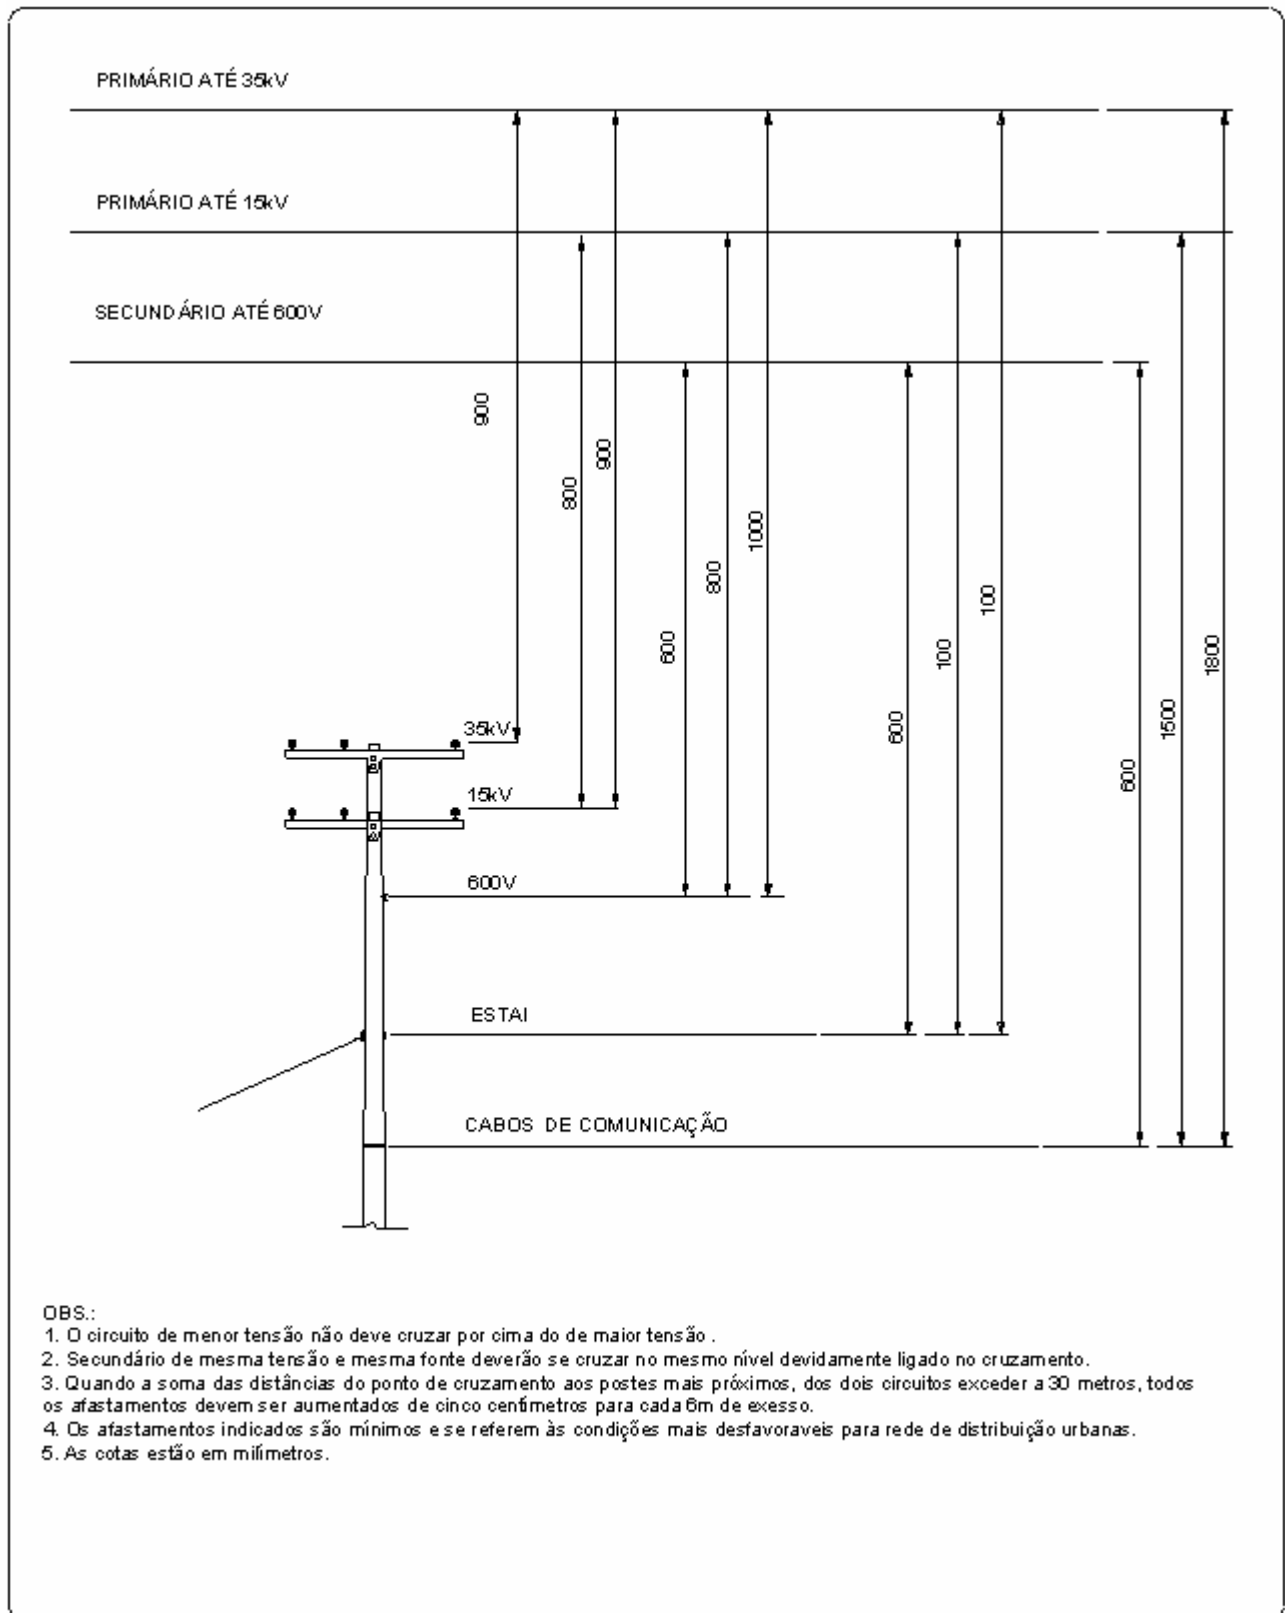 PRIMÁRIO ATÉ 35kV
PRIMÁRIO ATÉ 15kV
SECUNDÁRIO ATÉ 600V
900
800
900
600
800
1000
600
100
100
600
1500
1800
35kV
15kV
600V
ESTAI
CABOS DE COMUNICAÇÃO
OBS.:
1. O circuito de menor tensão não deve cruzar por cima do de maior tensão .
2. Secundário de mesma tensão e mesma fonte deverão se cruzar no mesmo nível devidamente ligado no cruzamento.
3. Quando a soma das distâncias do ponto de cruzamento aos postes mais próximos, dos dois circuitos exceder a 30 metros, todos
os afastamentos devem ser aumentados de cinco centímetros para cada 6m de exesso.
4. Os afastamentos indicados são mínimos e se referem às condições mais desfavoraveis para rede de distribuição urbanas.
5. As cotas estão em milímetros.